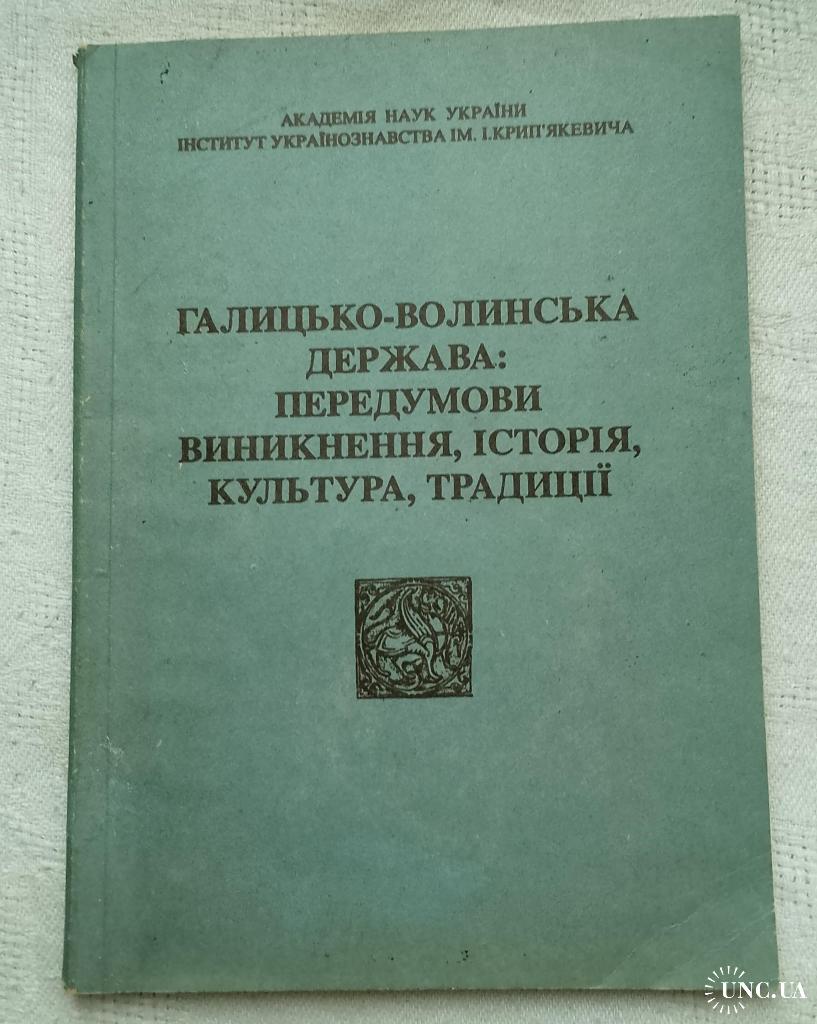 АКАДЕМІЯ НАУК УКРАЇНИ
ІНСТИТУТ УКРАЇНОЗНАВСТВА ІМ. І.КРИП'ЯКЕВИЧА
ГАЛИЦЬКО-ВОЛИНСЬКА
ДЕРЖАВА:
ПЕРЕДУМОВИ
ВИНИКНЕННЯ, ІСТОРІЯ,
КУЛЬТУРА, ТРАДИЦІЇ
UNC.UA